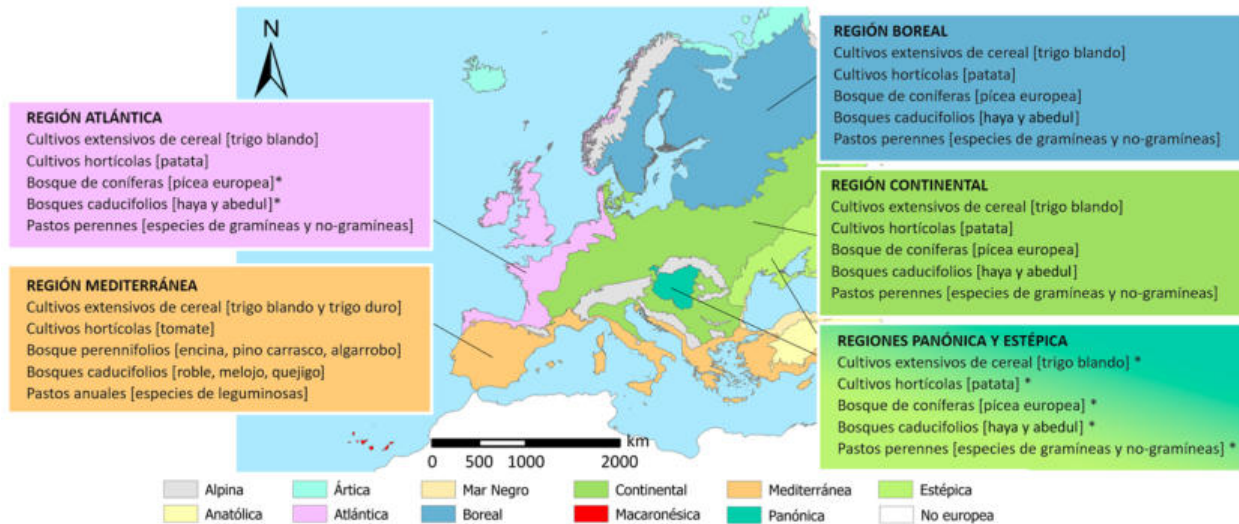 N
REGIÓN ATLÁNTICA
Cultivos extensivos de cereal [trigo blando]
Cultivos hortícolas [patata]
Bosque de coníferas [pícea europea]*
Bosques caducifolios [haya y abedul]*
Pastos perennes [especies de gramíneas y no-gramíneas]
REGIÓN MEDITERRÁNEA
Cultivos extensivos de cereal [trigo blando y trigo duro]
Cultivos hortícolas [tomate]
Bosque perennifolios [encina, pino carrasco, algarrobo]
Bosques caducifolios [roble, melojo, quejigo]
Pastos anuales [especies de leguminosas]
REGIÓN BOREAL
Cultivos extensivos de cereal [trigo blando]
Cultivos hortícolas [patata]
Bosque de coníferas [pícea europea]
Bosques caducifolios [haya y abedul]
Pastos perennes [especies de gramíneas y no-gramíneas]
REGIÓN CONTINENTAL
Cultivos extensivos de cereal [trigo blando]
Cultivos hortícolas [patata]
Bosque de coníferas [pícea europea]
Bosques caducifolios [haya y abedul]
Pastos perennes [especies de gramíneas y no-gramíneas]
REGIONES PANÓNICA Y ESTÉPICA
Cultivos extensivos de cereal [trigo blando] *
Cultivos hortícolas [patata] *
Bosque de coníferas [pícea europea] *
Bosques caducifolios [haya y abedul] *
Pastos perennes [especies de gramíneas y no-gramíneas] *
km
0 500 1000 2000
Alpina Ártica Mar Negro Continental Mediterránea Estépica
Anatólica Atlántica Boreal Macaronésica Panónica No europea